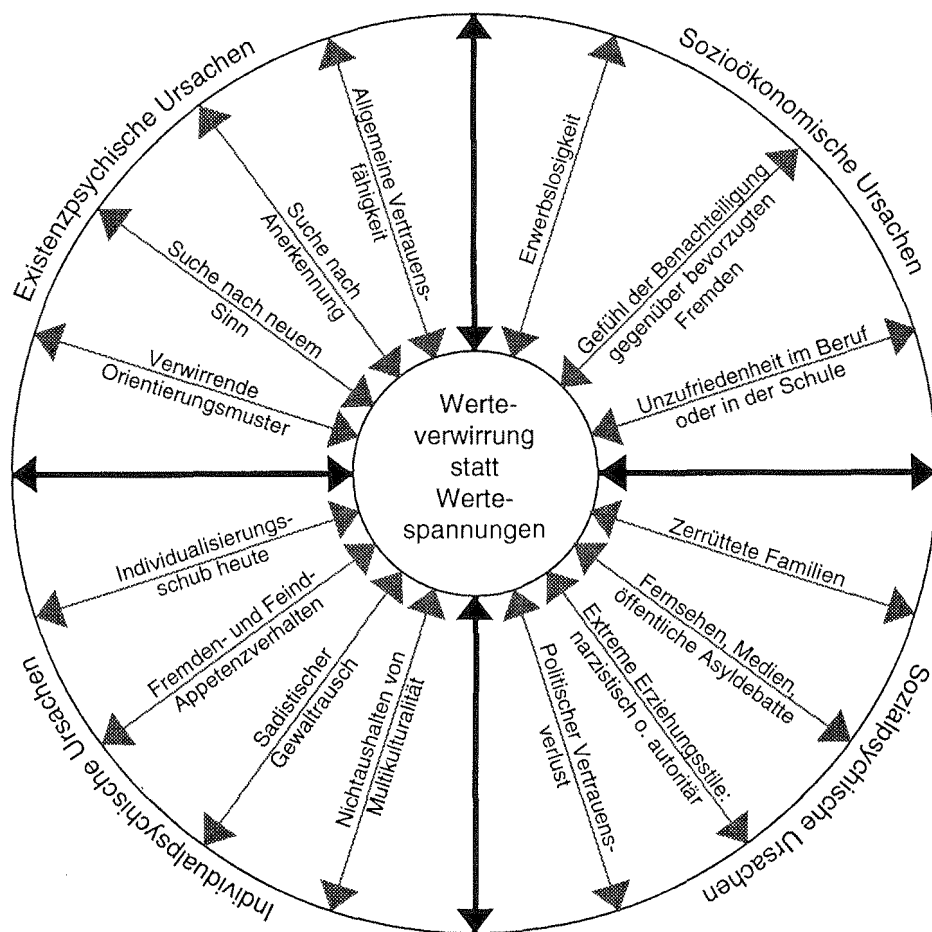 Existenzpsychische Ursachen
Allgemeine Vertrauens-
fähigkeit
Suche nach
Anerkennung
Suche nach neuem
Sinn
Verwirrende
Orientierungsmuster
Sozioökonomische Ursachen
Erwerbslosigkeit
Gefühl der Benachteiligung
gegenüber bevorzugten
Fremden
Unzufriedenheit im Beruf
oder in der Schule
Werte-
verwirrung
statt
Werte-
spannungen
Individualpsychische Ursachen
Individualisierungs-
schub heute
Fremden- und Feind-
Appetenzverhalten
Sadistischer
Gewaltrausch
Nichtaushalten von
Multikulturalität
Sozialpsychische Ursachen
Zerrüttete Familien
Fernsehen, Medien,
öffentliche Asyldebatte
Extreme Erziehungsstile:
narzistisch o. autoritär
Politischer Vertrauens-
verlust